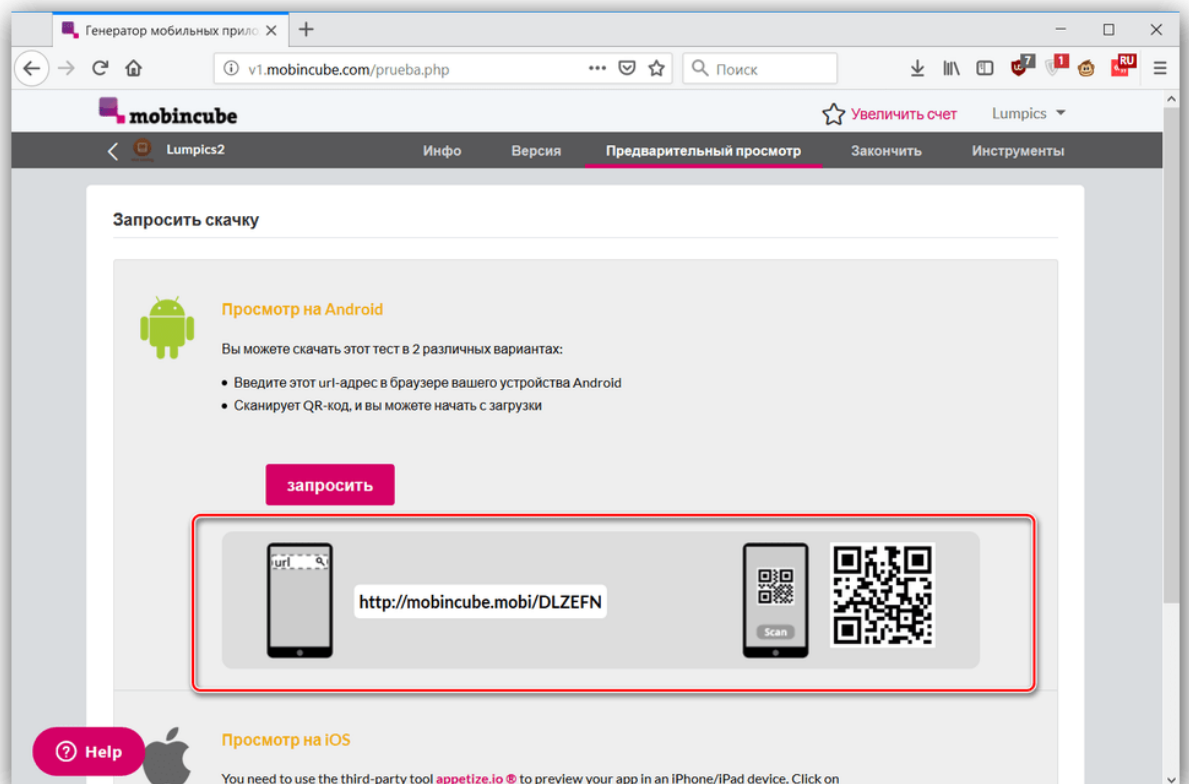 Генератор мобильных прило
v1.mobincube.com/prueba.php
Поиск
7
1
RU
mobincube
Увеличить счет
Lumpics
Lumpics2
Инфо
Версия
Предварительный просмотр
Закончить
Инструменты
Запросить скачку
Просмотр на Android
Вы можете скачать этот тест в 2 различных вариантах:
• Введите этот url-адрес в браузере вашего устройства Android
• Сканирует QR-код, и вы можете начать с загрузки
запросить
url
http://mobincube.mobi/DLZEFN
Scan
Просмотр на iOS
Help
You need to use the third-party tool appetize.io ® to preview your app in an iPhone/iPad device. Click on